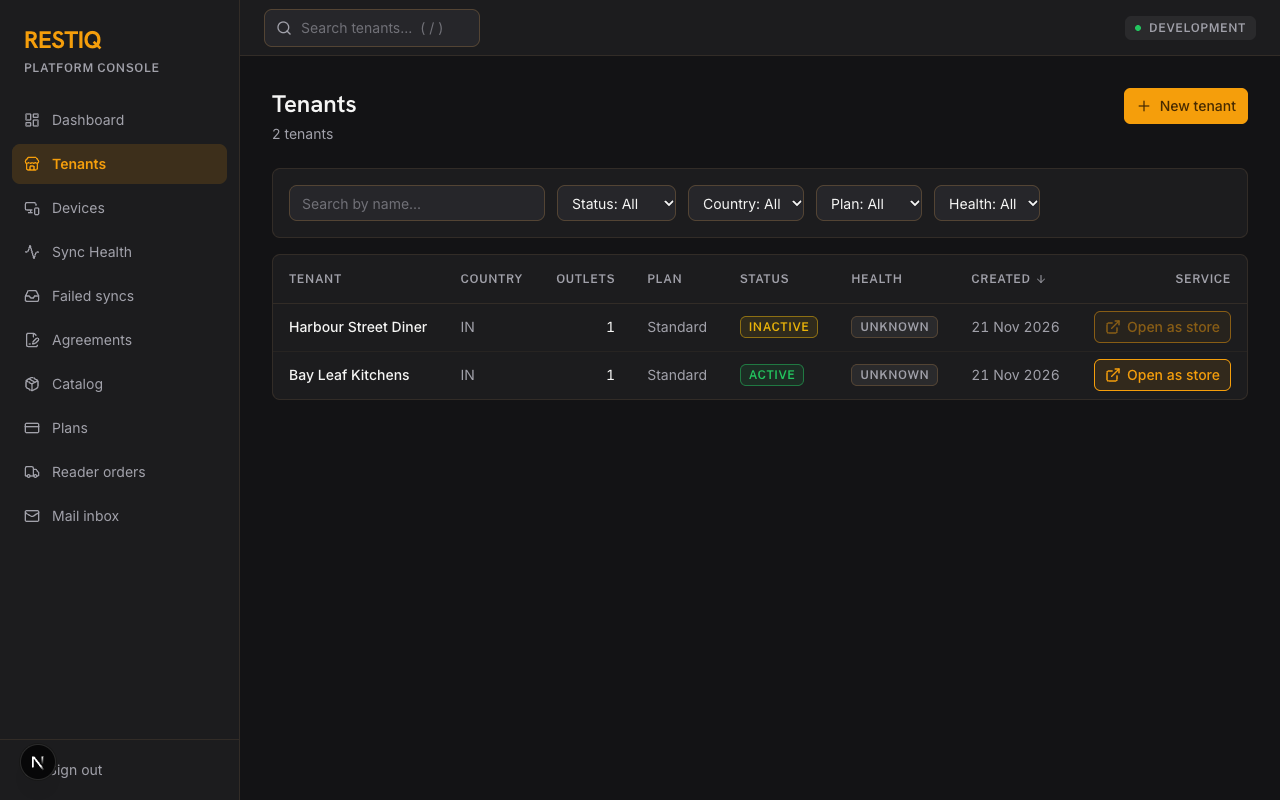 RESTIQ
PLATFORM CONSOLE
Dashboard
Tenants
Devices
Sync Health
Failed syncs
Agreements
Catalog
Plans
Reader orders
Mail inbox
N
ign out
Search tenants... ( / )
DEVELOPMENT
Tenants
2 tenants
New tenant
Search by name...
Status: All
Country: All
Plan: All
Health: All
TENANT COUNTRY OUTLETS PLAN STATUS HEALTH CREATED ↓ SERVICE
Harbour Street Diner IN 1 Standard INACTIVE UNKNOWN 21 Nov 2026 Open as store
Bay Leaf Kitchens IN 1 Standard ACTIVE UNKNOWN 21 Nov 2026 Open as store